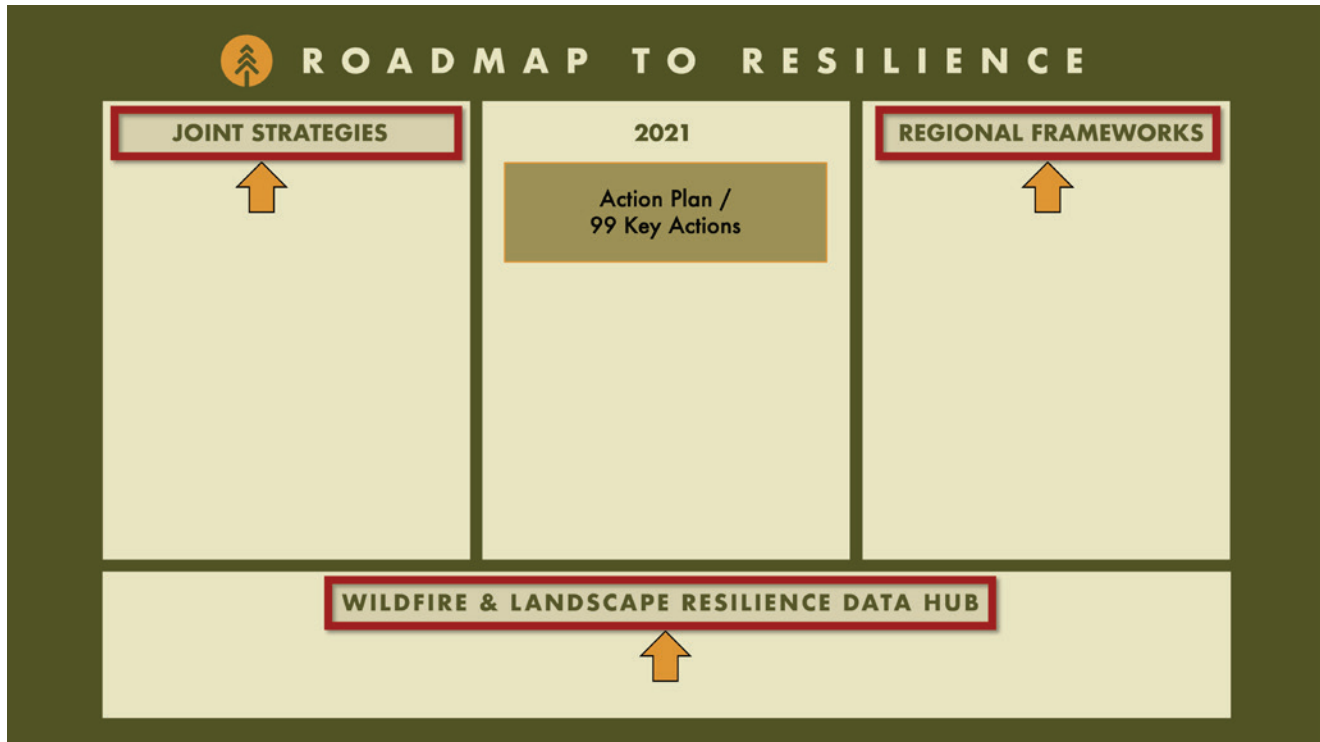 ROADMAP TO RESILIENCE
JOINT STRATEGIES
2021
Action Plan /
99 Key Actions
REGIONAL FRAMEWORKS
WILDFIRE & LANDSCAPE RESILIENCE DATA HUB